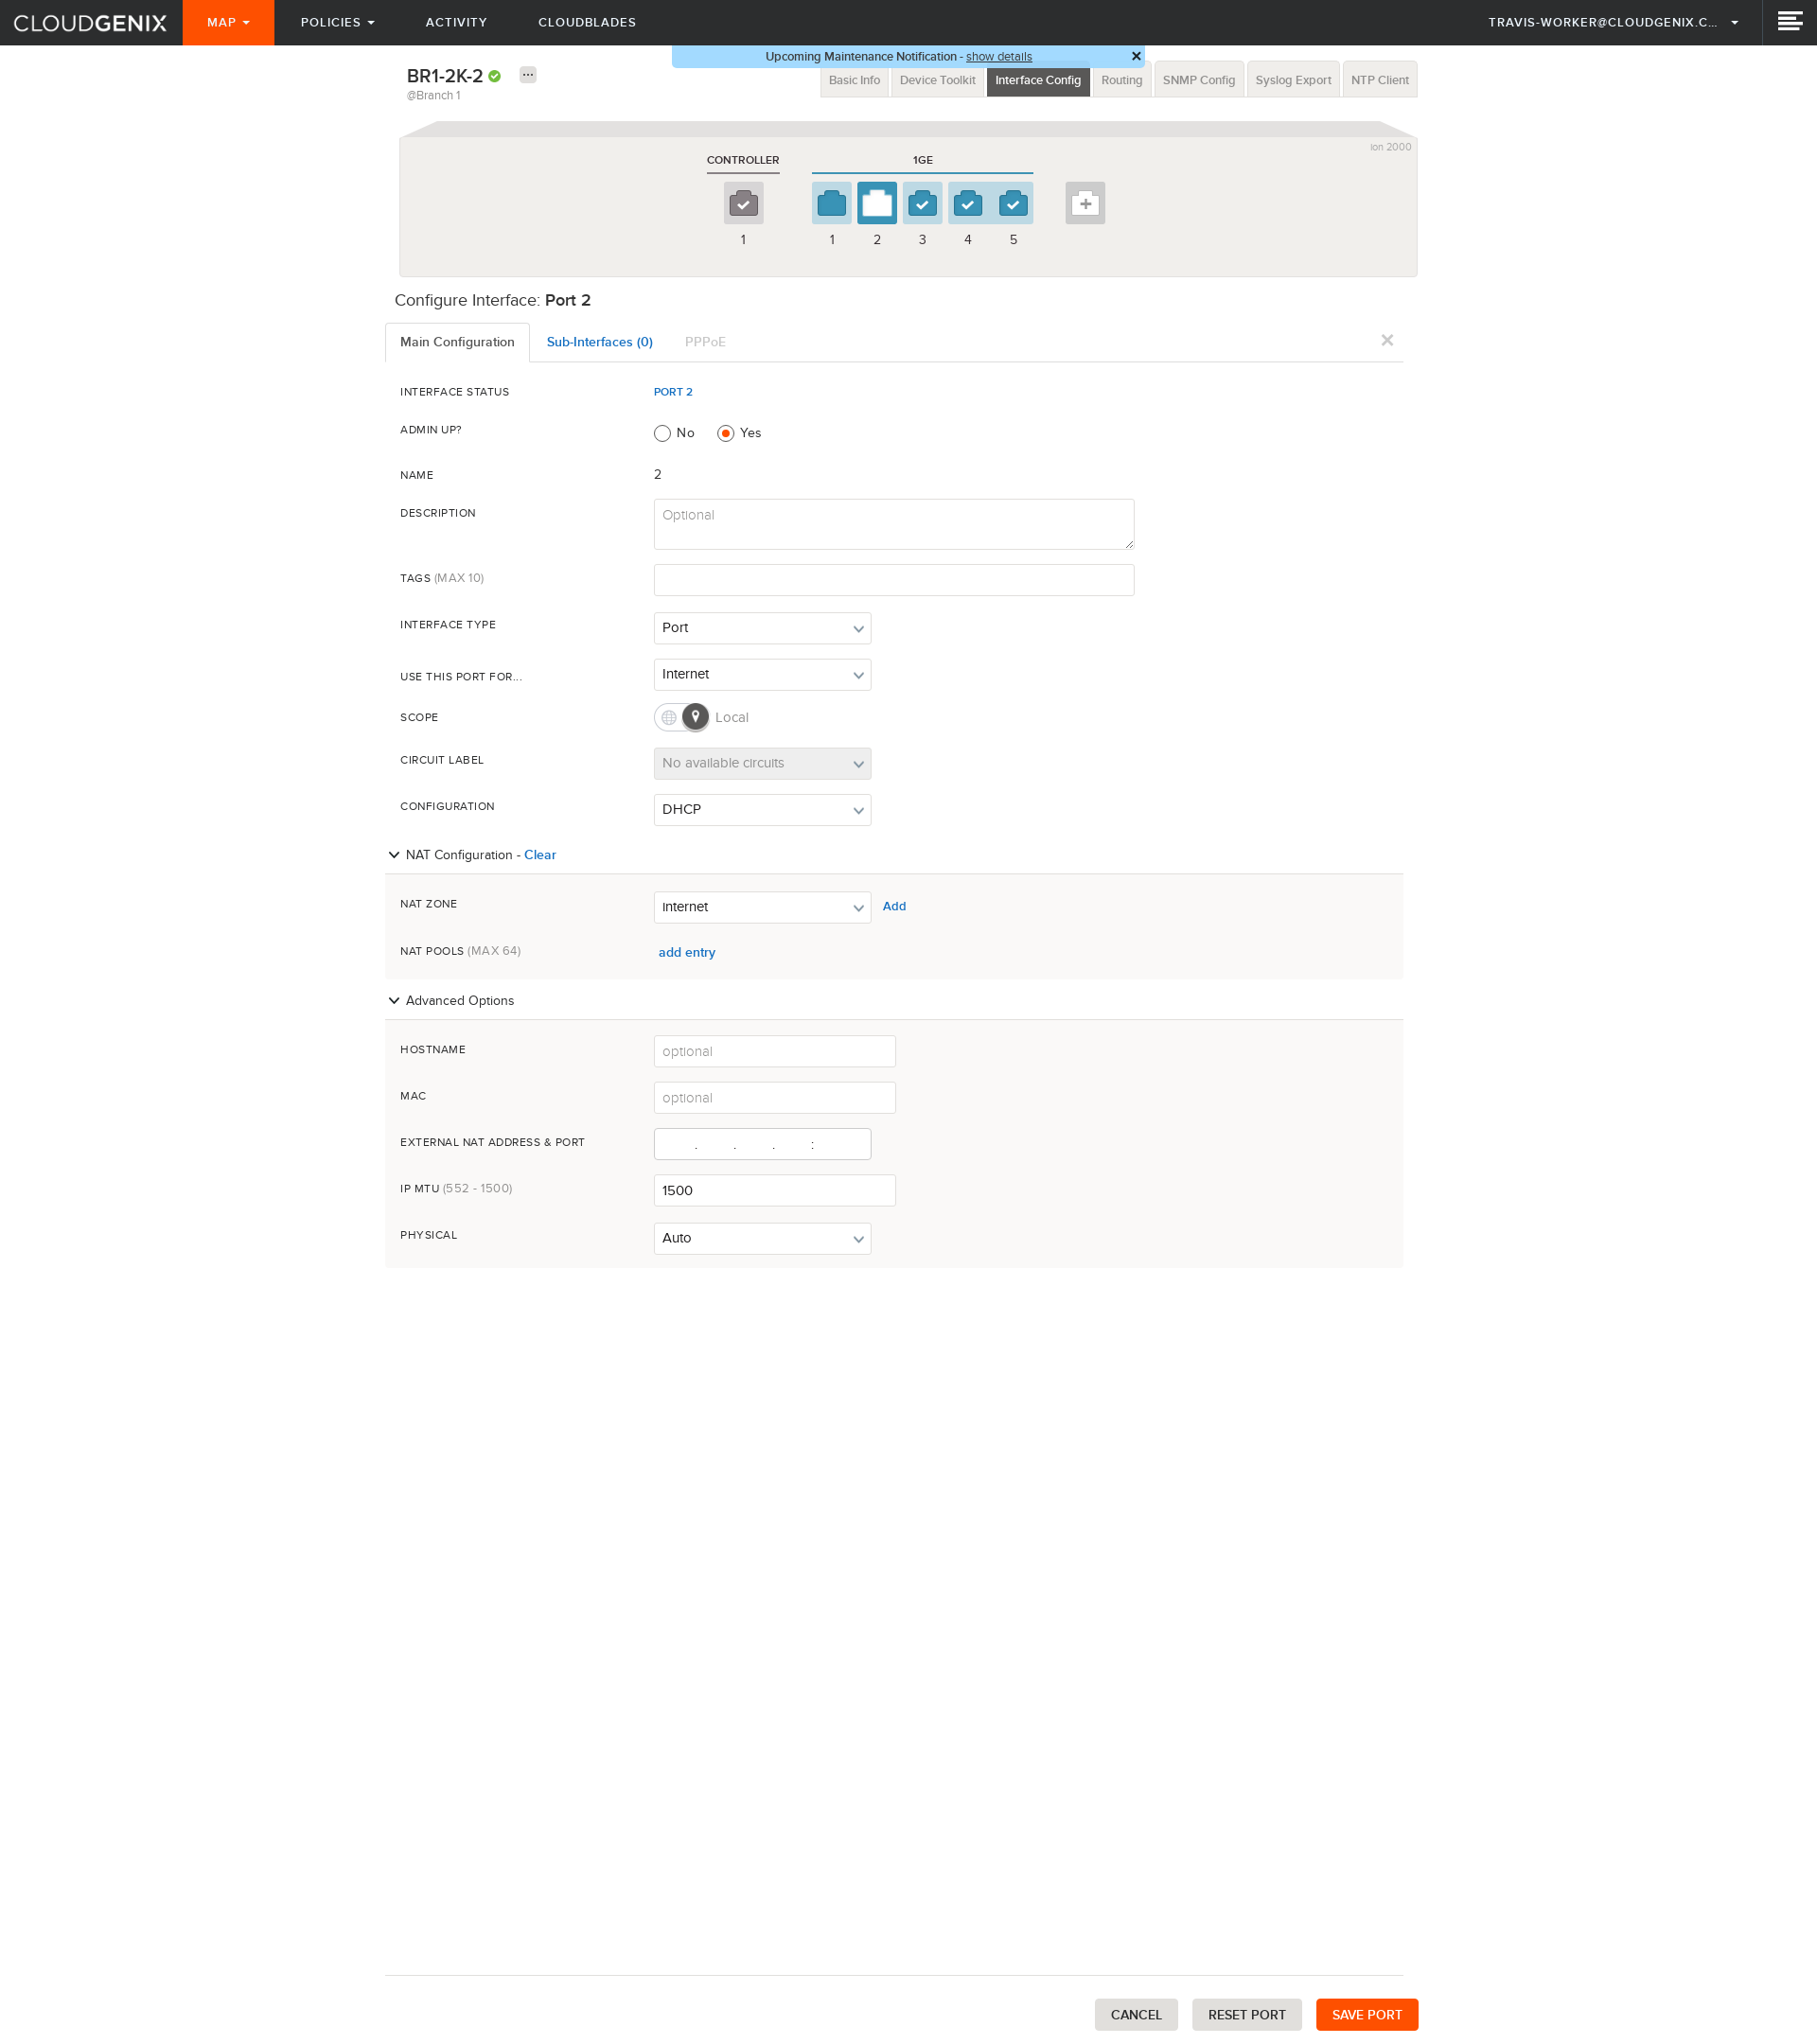 CLOUDGENIX MAP POLICIES ACTIVITY CLOUDBLADES TRAVIS-WORKER@CLOUDGENIX.C...
Upcoming Maintenance Notification - show details
BR1-2K-2
@Branch 1
Basic Info Device Toolkit Interface Config Routing SNMP Config Syslog Export NTP Client
ion 2000
CONTROLLER 1GE
1 1 2 3 4 5
Configure Interface: Port 2
Main Configuration Sub-Interfaces (0) PPPoE
INTERFACE STATUS PORT 2
ADMIN UP? No Yes
NAME 2
DESCRIPTION Optional
TAGS (MAX 10)
INTERFACE TYPE Port
USE THIS PORT FOR... Internet
SCOPE Local
CIRCUIT LABEL No available circuits
CONFIGURATION DHCP
NAT Configuration - Clear
NAT ZONE internet Add
NAT POOLS (MAX 64) add entry
Advanced Options
HOSTNAME optional
MAC optional
EXTERNAL NAT ADDRESS & PORT . . . :
IP MTU (552 - 1500) 1500
PHYSICAL Auto
CANCEL RESET PORT SAVE PORT